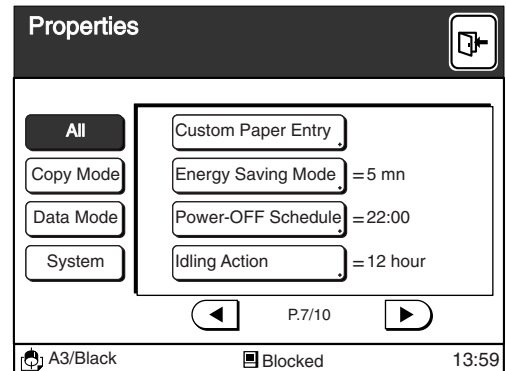 Properties
All
Custom Paper Entry
Copy Mode
Energy Saving Mode =5 mn
Data Mode
Power-OFF Schedule =22:00
System
Idling Action =12 hour
P.7/10
A3/Black
Blocked
13:59